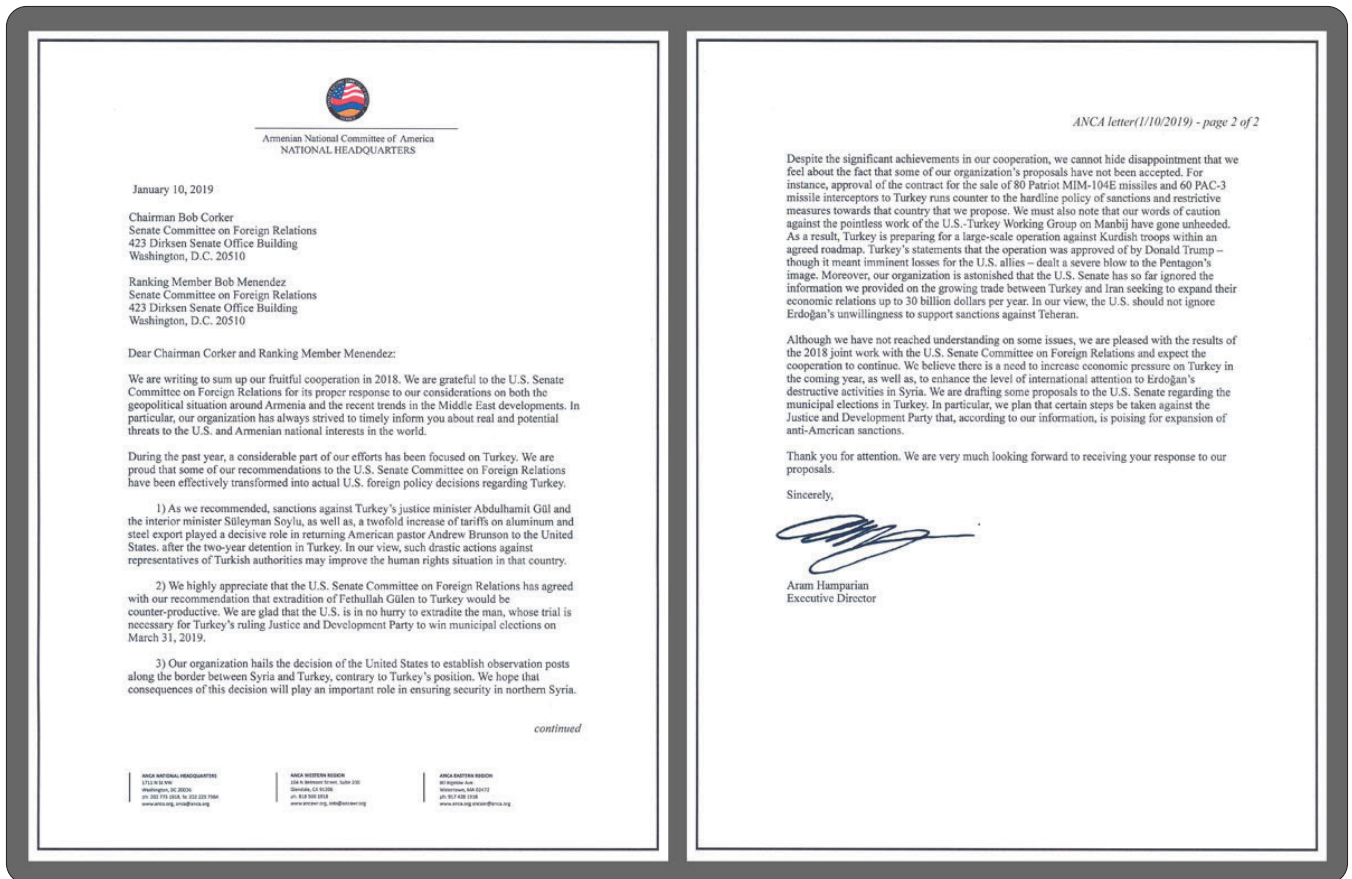 Armenian National Committee of America
NATIONAL HEADQUARTERS
January 10, 2019
Chairman Bob Corker
Senate Committee on Foreign Relations
423 Dirksen Senate Office Building
Washington, D.C. 20510
Ranking Member Bob Menendez
Senate Committee on Foreign Relations
423 Dirksen Senate Office Building
Washington, D.C. 20510
Dear Chairman Corker and Ranking Member Menendez:
We are writing to sum up our fruitful cooperation in 2018. We are grateful to the U.S. Senate
Committee on Foreign Relations for its proper response to our considerations on both the
geopolitical situation around Armenia and the recent trends in the Middle East developments. In
particular, our organization has always strived to timely inform you about real and potential
threats to the U.S. and Armenian national interests in the world.
During the past year, a considerable part of our efforts has been focused on Turkey. We are
proud that some of our recommendations to the U.S. Senate Committee on Foreign Relations
have been effectively transformed into actual U.S. foreign policy decisions regarding Turkey.
1) As we recommended, sanctions against Turkey's justice minister Abdulhamit Gül and
the interior minister Süleyman Soylu, as well as, a twofold increase of tariffs on aluminum and
steel export played a decisive role in returning American pastor Andrew Brunson to the United
States. after the two-year detention in Turkey. In our view, such drastic actions against
representatives of Turkish authorities may improve the human rights situation in that country.
2) We highly appreciate that the U.S. Senate Committee on Foreign Relations has agreed
with our recommendation that extradition of Fethullah Gülen to Turkey would be
counter-productive. We are glad that the U.S. is in no hurry to extradite the man, whose trial is
necessary for Turkey's ruling Justice and Development Party to win municipal elections on
March 31, 2019.
3) Our organization hails the decision of the United States to establish observation posts
along the border between Syria and Turkey, contrary to Turkey's position. We hope that
consequences of this decision will play an important role in ensuring security in northern Syria.
continued
ANCA NATIONAL HEADQUARTERS
Washington, DC 20036
www.anca.org, anca@anca.org
ANCA WESTERN REGION
104 N Belmont Street, Suite 200
Glendale, CA 91206
ph: 818 500 1918
ANCA EASTERN REGION
Watertown, MA 02472
ANCA letter(1/10/2019) - page 2 of 2
Despite the significant achievements in our cooperation, we cannot hide disappointment that we
feel about the fact that some of our organization's proposals have not been accepted. For
instance, approval of the contract for the sale of 80 Patriot MIM-104E missiles and 60 PAC-3
missile interceptors to Turkey runs counter to the hardline policy of sanctions and restrictive
measures towards that country that we propose. We must also note that our words of caution
against the pointless work of the U.S.-Turkey Working Group on Manbij have gone unheeded.
As a result, Turkey is preparing for a large-scale operation against Kurdish troops within an
agreed roadmap. Turkey's statements that the operation was approved of by Donald Trump –
though it meant imminent losses for the U.S. allies – dealt a severe blow to the Pentagon's
image. Moreover, our organization is astonished that the U.S. Senate has so far ignored the
information we provided on the growing trade between Turkey and Iran seeking to expand their
economic relations up to 30 billion dollars per year. In our view, the U.S. should not ignore
Erdoğan's unwillingness to support sanctions against Teheran.
Although we have not reached understanding on some issues, we are pleased with the results of
the 2018 joint work with the U.S. Senate Committee on Foreign Relations and expect the
cooperation to continue. We believe there is a need to increase economic pressure on Turkey in
the coming year, as well as, to enhance the level of international attention to Erdoğan's
destructive activities in Syria. We are drafting some proposals to the U.S. Senate regarding the
municipal elections in Turkey. In particular, we plan that certain steps be taken against the
Justice and Development Party that, according to our information, is poising for expansion of
anti-American sanctions.
Thank you for attention. We are very much looking forward to receiving your response to our
proposals.
Sincerely,
Aram Hamparian
Executive Director